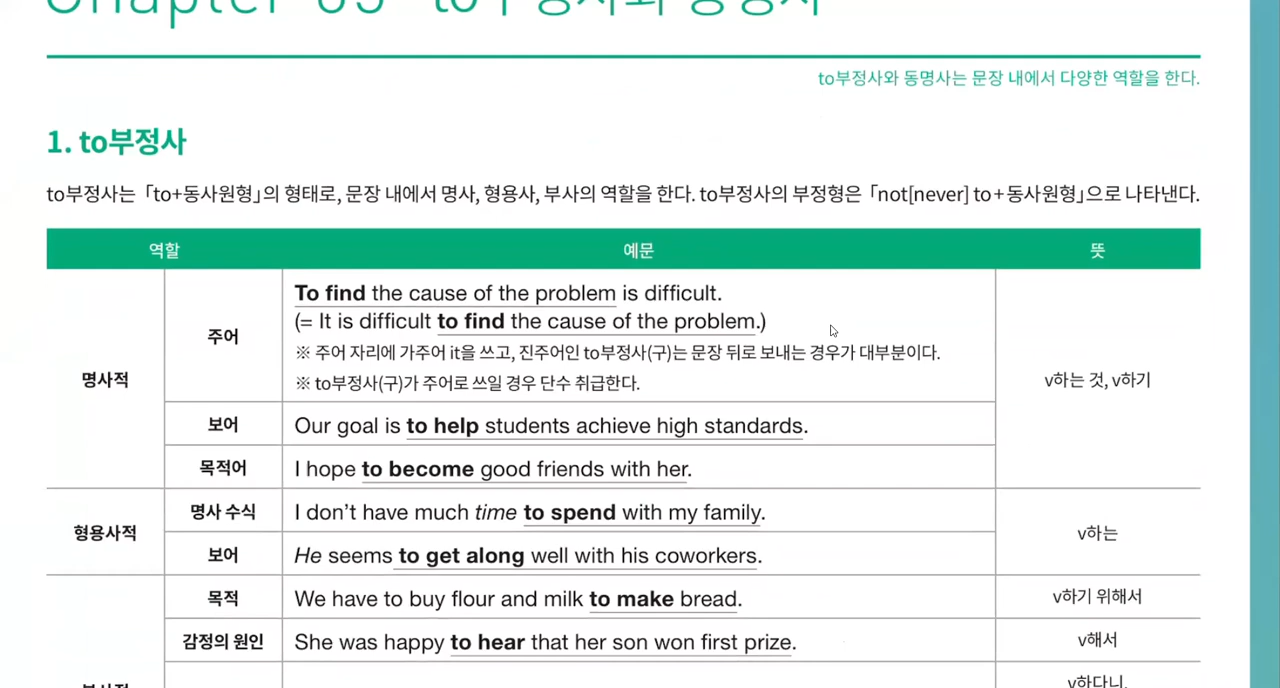 to부정사와 동명사는 문장 내에서 다양한 역할을 한다.
1. to부정사
to부정사는 「to+동사원형」의 형태로, 문장 내에서 명사, 형용사, 부사의 역할을 한다. to부정사의 부정형은 「not[never] to+동사원형」으로 나타낸다.
역할 예문 뜻
명사적
주어
To find the cause of the problem is difficult.
(= It is difficult to find the cause of the problem.)
※ 주어 자리에 가주어 it을 쓰고, 진주어인 to부정사(구)는 문장 뒤로 보내는 경우가 대부분이다.
※ to부정사(구)가 주어로 쓰일 경우 단수 취급한다.
v하는 것, v하기
보어 Our goal is to help students achieve high standards.
목적어 I hope to become good friends with her.
형용사적
명사 수식 I don't have much time to spend with my family.
v하는
보어 He seems to get along well with his coworkers.
목적 We have to buy flour and milk to make bread. v하기 위해서
감정의 원인 She was happy to hear that her son won first prize. v해서
v하다니,